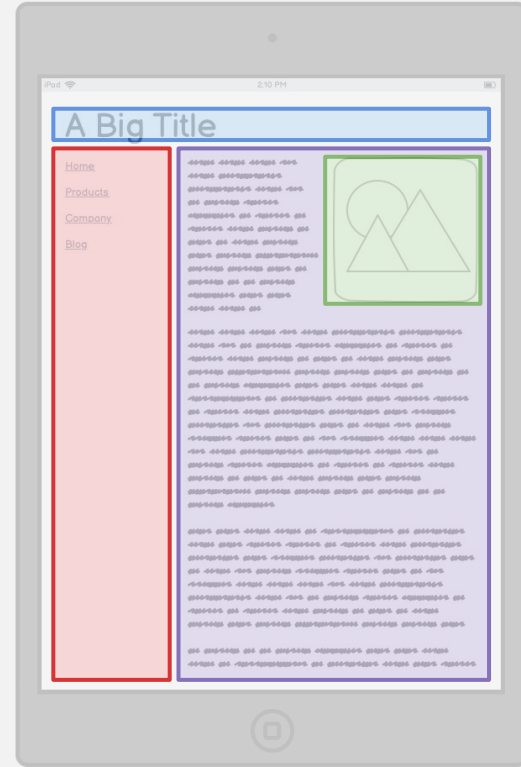 iPad
2:10 PM
A Big Title
Home
Products
Company
Blog